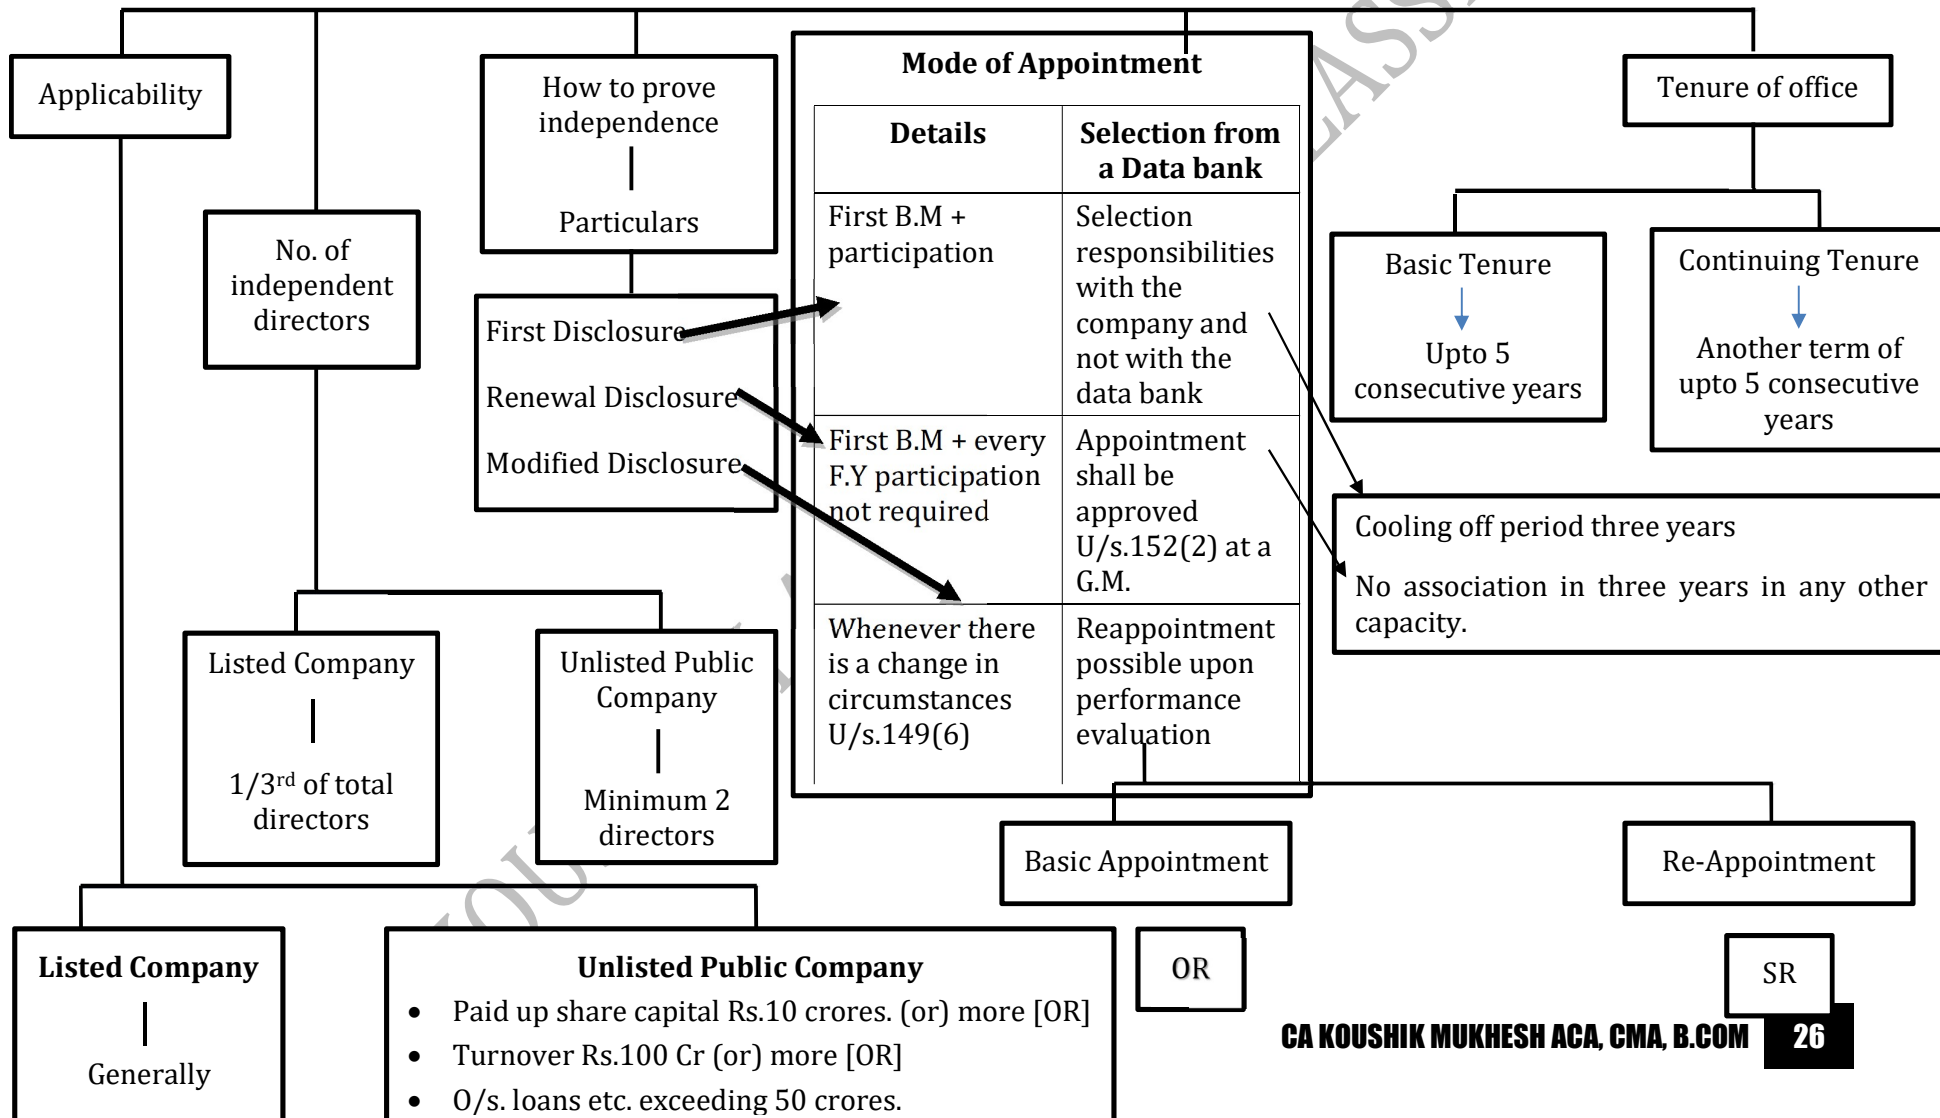 Applicability
No. of
independent
directors
How to prove
independence
Particulars
First Disclosure
Renewal Disclosure
Modified Disclosure
Mode of Appointment
Details
Selection from
a Data bank
First B.M +
participation
Selection
responsibilities
with the
company and
not with the
data bank
First B.M + every
F.Y participation
not required
Appointment
shall be
approved
U/s.152(2) at a
G.M.
Whenever there
is a change in
circumstances
U/s.149(6)
Reappointment
possible upon
performance
evaluation
Tenure of office
Basic Tenure
Upto 5
consecutive years
Continuing Tenure
Another term of
upto 5 consecutive
years
Cooling off period three years
No association in three years in any other
capacity.
Listed Company
1/3rd of total
directors
Unlisted Public
Company
Minimum 2
directors
Basic Appointment
Re-Appointment
OR
SR
Listed Company
Generally
Unlisted Public Company
• Paid up share capital Rs.10 crores. (or) more [OR]
• Turnover Rs.100 Cr (or) more [OR]
• O/s. loans etc. exceeding 50 crores.
CA KOUSHIK MUKHESH ACA, CMA, B.COM 26